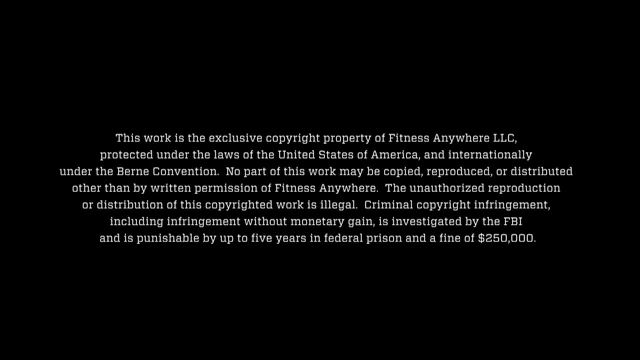 This work is the exclusive copyright property of Fitness Anywhere LLC,
protected under the laws of the United States of America, and internationally
under the Berne Convention.  No part of this work may be copied, reproduced, or distributed
other than by written permission of Fitness Anywhere.  The unauthorized reproduction
or distribution of this copyrighted work is illegal.  Criminal copyright infringement,
including infringement without monetary gain, is investigated by the FBI
and is punishable by up to five years in federal prison and a fine of $250,000.